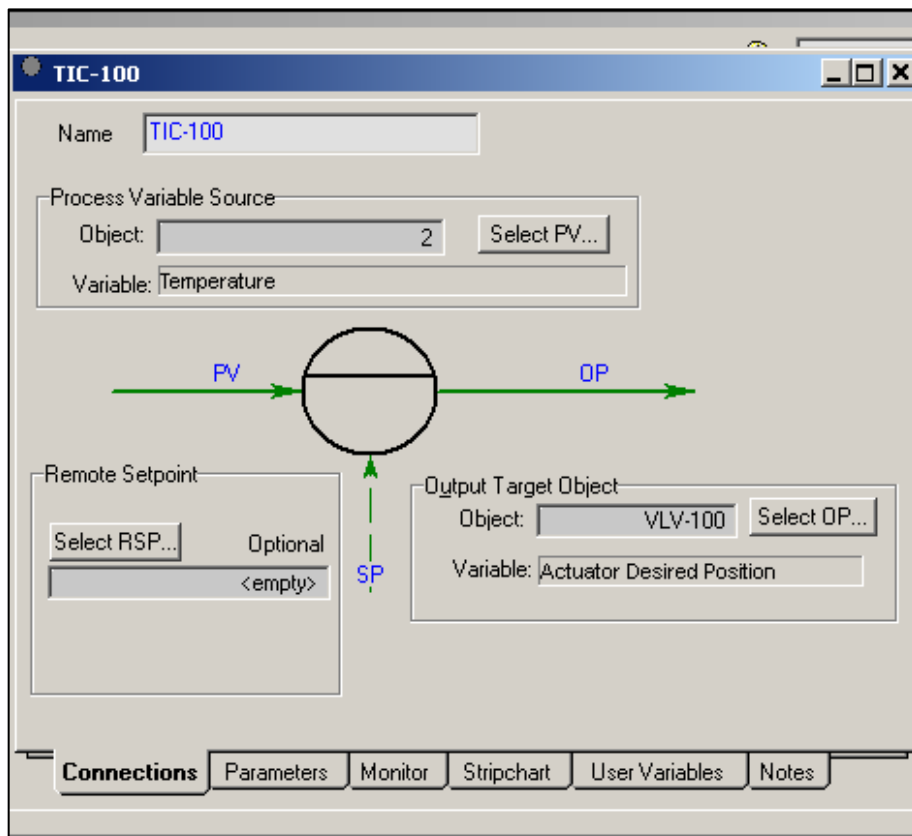 TIC-100
Name TIC-100
Process Variable Source
Object: 2 Select PV...
Variable: Temperature
PV OP
Remote Setpoint
Output Target Object
Object: VLV-100 Select OP...
Select RSP... Optional
Variable: Actuator Desired Position
<empty> SP
Connections Parameters Monitor Stripchart User Variables Notes